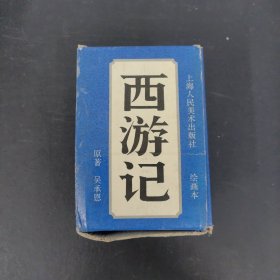 西游记
原著 吴承恩
上海人民美术出版社
绘画本